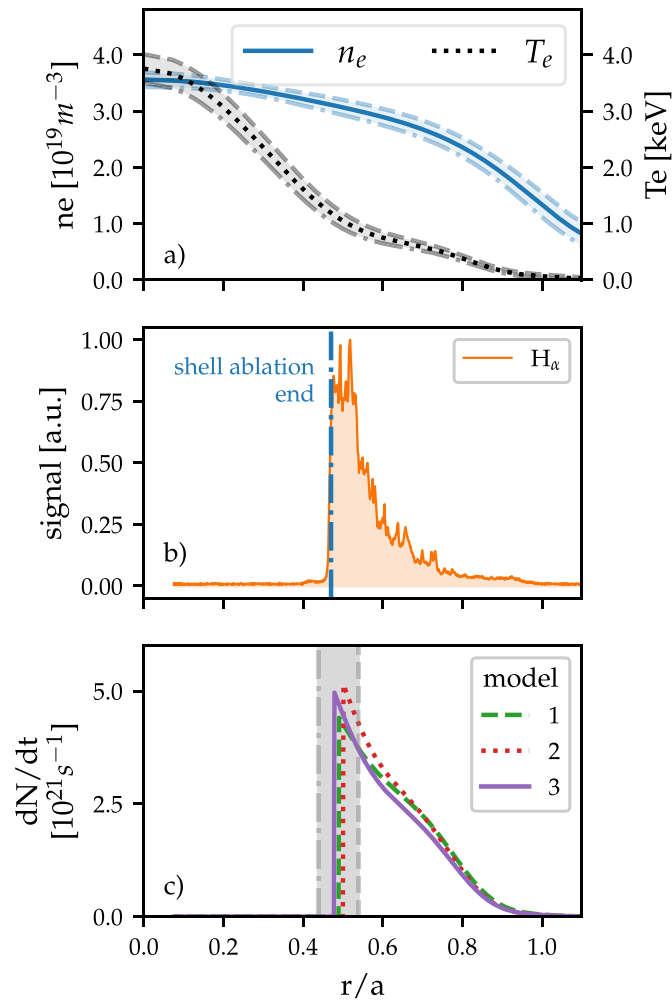 n_e T_e
4.0
3.0
2.0
1.0
0.0
ne [10^19 m^−3]
4.0
3.0
2.0
1.0
0.0
Te [keV]
a)
1.00
0.75
0.50
0.25
0.00
signal [a.u.]
shell ablation
end
H_α
b)
5.0
2.5
0.0
dN/dt
[10^21 s^−1]
model
1
2
3
c)
0.0 0.2 0.4 0.6 0.8 1.0
r/a